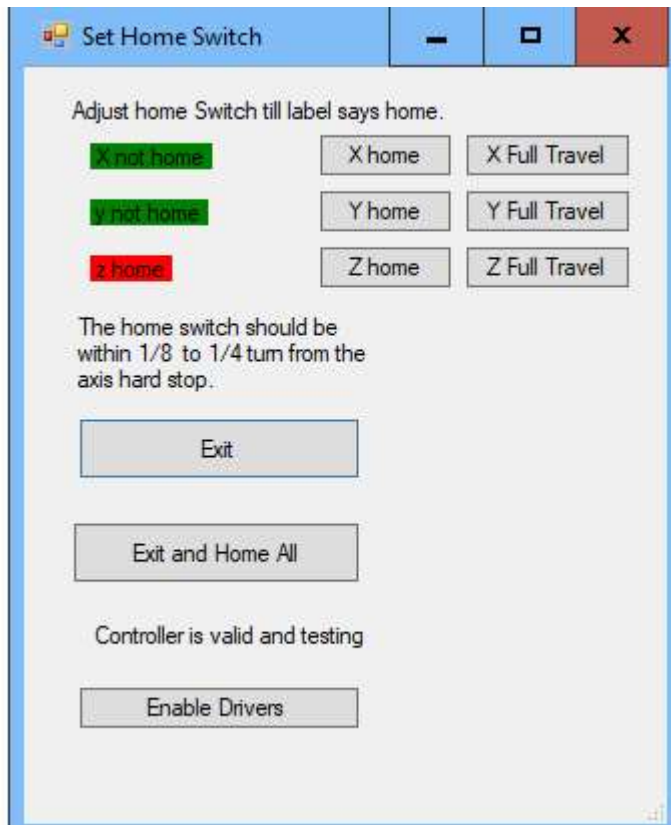 Set Home Switch
Adjust home Switch till label says home.
X not home X home X Full Travel
y not home Y home Y Full Travel
z home Z home Z Full Travel
The home switch should be
within 1/8 to 1/4 turn from the
axis hard stop.
Exit
Exit and Home All
Controller is valid and testing
Enable Drivers